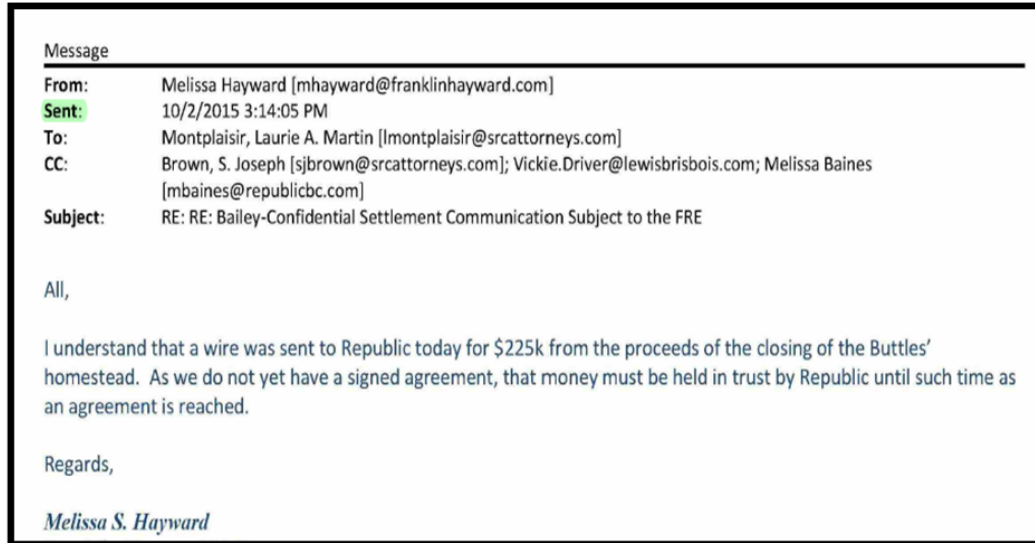 Message
From: Melissa Hayward [mhayward@franklinhayward.com]
Sent: 10/2/2015 3:14:05 PM
To: Montplaisir, Laurie A. Martin [lmontplaisir@srcattorneys.com]
CC: Brown, S. Joseph [sjbrown@srcattorneys.com]; Vickie.Driver@lewisbrisbois.com; Melissa Baines
[mbaines@republicbc.com]
Subject: RE: RE: Bailey-Confidential Settlement Communication Subject to the FRE
All,
I understand that a wire was sent to Republic today for $225k from the proceeds of the closing of the Buttles'
homestead. As we do not yet have a signed agreement, that money must be held in trust by Republic until such time as
an agreement is reached.
Regards,
Melissa S. Hayward